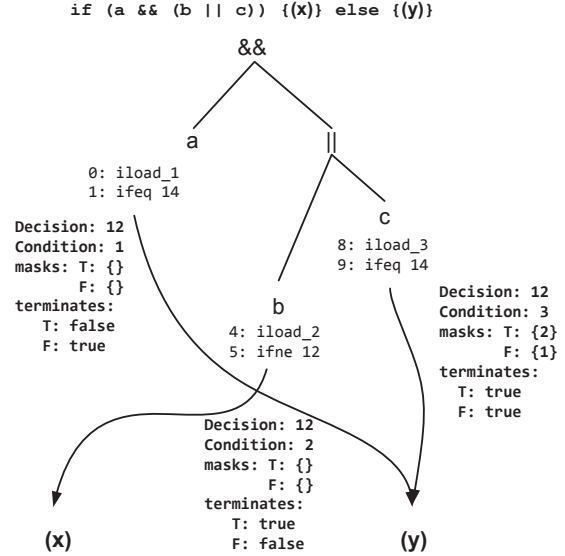 if (a && (b || c)) {(x)} else {(y)}
&&
a
||
0: iload_1
1: ifeq 14
c
8: iload_3
9: ifeq 14
Decision: 12
Condition: 1
masks: T: {}
F: {}
terminates:
T: false
F: true
b
4: iload_2
5: ifne 12
Decision: 12
Condition: 3
masks: T: {2}
F: {1}
terminates:
T: true
F: true
Decision: 12
Condition: 2
masks: T: {}
F: {}
terminates:
T: true
F: false
(x)
(y)